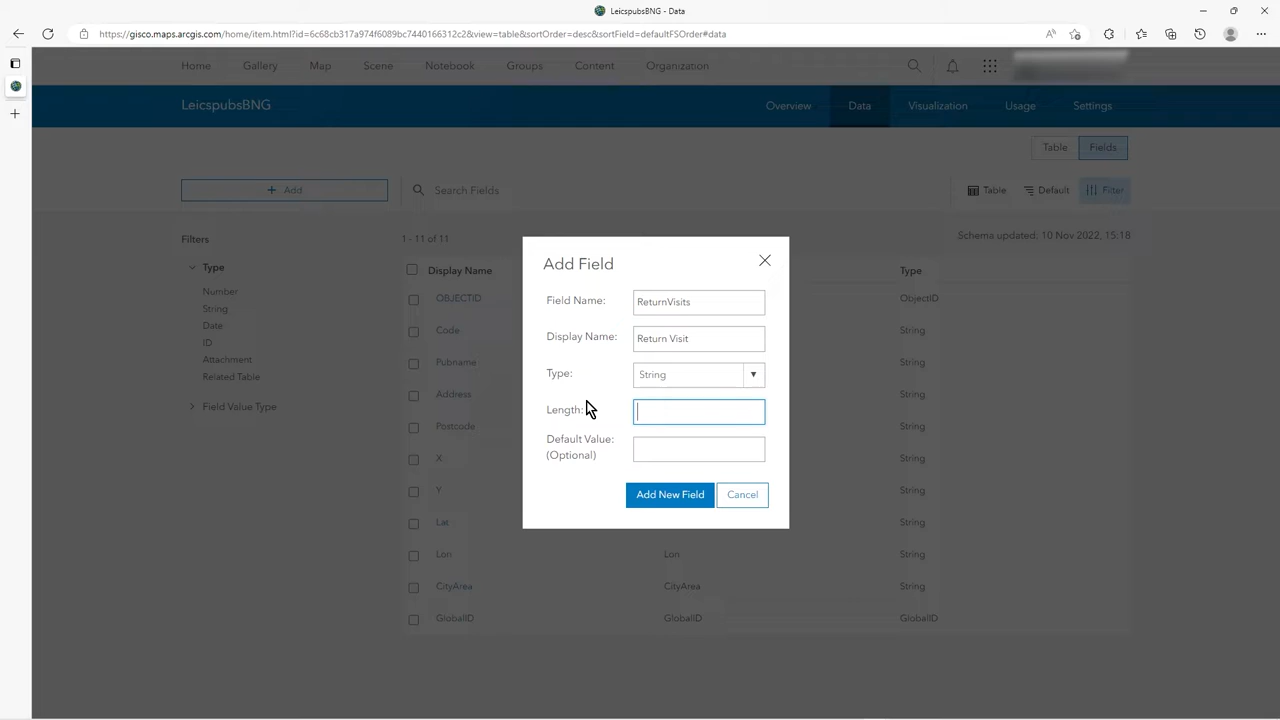 LeicspubsBNG - Data
https://gisco.maps.arcgis.com/home/item.html?id=6c68cb317a974f6089bc7440166312c2&view=table&sortOrder=desc&sortField=defaultFSOrder#data
Home Gallery Map Scene Notebook Groups Content Organization
LeicspubsBNG Overview Data Visualization Usage Settings
Table Fields
+ Add Search Fields Table Default Filter
Filters 1 - 11 of 11 Schema updated: 10 Nov 2022, 15:18
Type
Number
String
Date
ID
Attachment
Related Table
Field Value Type
Display Name Type
OBJECTID ObjectID
Code String
Pubname String
Address String
Postcode String
X String
Y String
Lat String
Lon Lon String
CityArea CityArea String
GlobalID GlobalID GlobalID
Add Field
Field Name: ReturnVisits
Display Name: Return Visit
Type: String
Length:
Default Value:
(Optional)
Add New Field Cancel